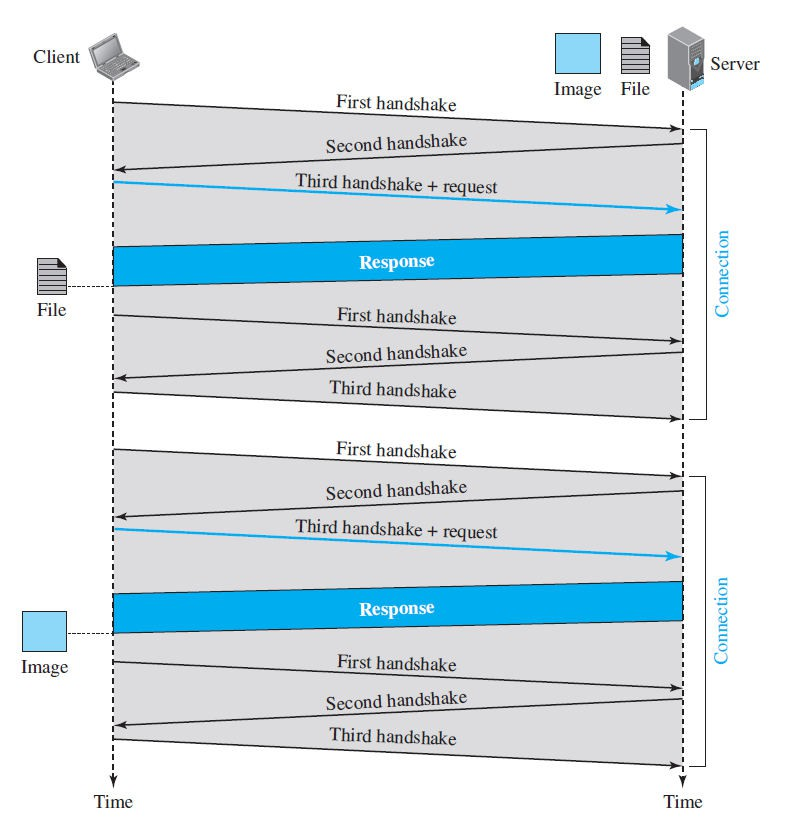 Client
Image
File
Server
First handshake
Second handshake
Third handshake + request
Response
File
First handshake
Second handshake
Third handshake
Connection
First handshake
Second handshake
Third handshake + request
Response
Image
First handshake
Second handshake
Third handshake
Connection
Time
Time